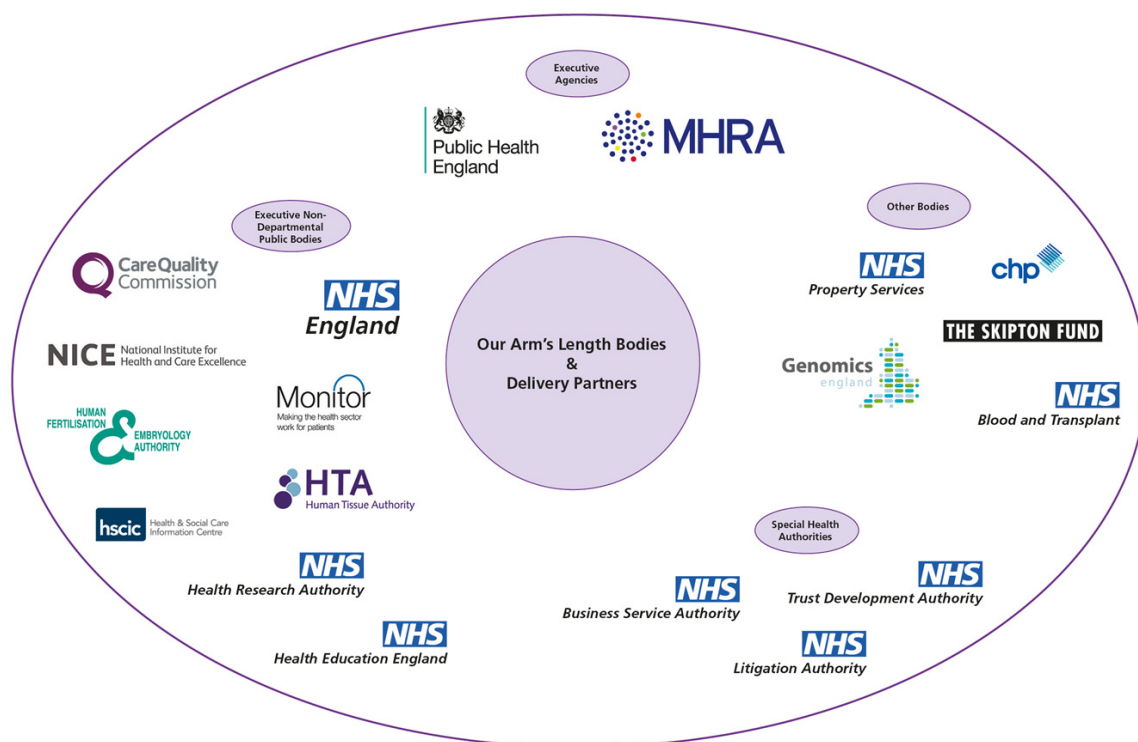 Executive
Agencies
Public Health
England
MHRA
Executive Non-
Departmental
Public Bodies
Other Bodies
CareQuality
Commission
NHS
England
NICE National Institute for
Health and Care Excellence
Monitor
Making the health sector
work for patients
HUMAN
FERTILISATION &
EMBRYOLOGY
AUTHORITY
HTA
Human Tissue Authority
hscic Health & Social Care
Information Centre
NHS
Health Research Authority
NHS
Health Education England
Our Arm's Length Bodies
&
Delivery Partners
NHS
Property Services
chp
THE SKIPTON FUND
Genomics
england
NHS
Blood and Transplant
Special Health
Authorities
NHS
Business Service Authority
NHS
Trust Development Authority
NHS
Litigation Authority